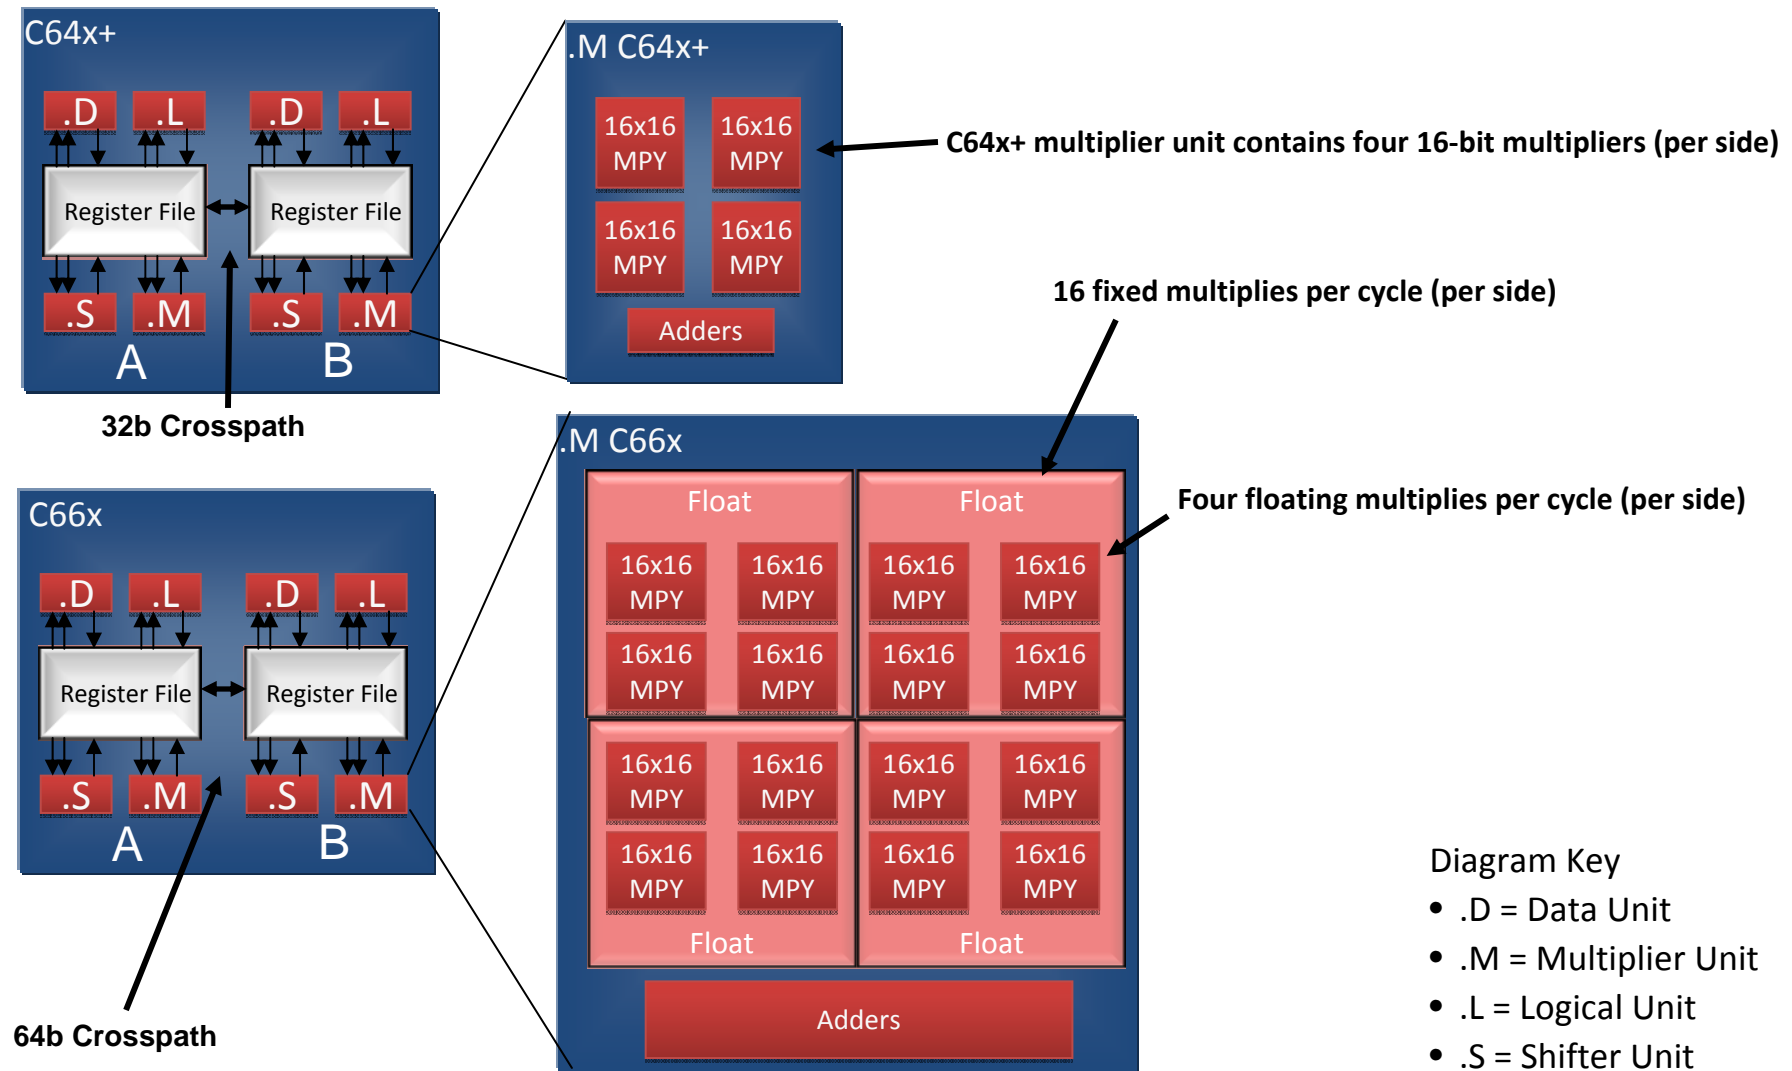 C64x+
.D
.L
.D
.L
Register File
Register File
.S
.M
.S
.M
A
B
32b Crosspath
.M C64x+
16x16
MPY
16x16
MPY
16x16
MPY
16x16
MPY
Adders
C64x+ multiplier unit contains four 16-bit multipliers (per side)
16 fixed multiplies per cycle (per side)
Four floating multiplies per cycle (per side)
C66x
.D
.L
.D
.L
Register File
Register File
.S
.M
.S
.M
A
B
64b Crosspath
.M C66x
Float
Float
16x16
MPY
16x16
MPY
16x16
MPY
16x16
MPY
16x16
MPY
16x16
MPY
16x16
MPY
16x16
MPY
16x16
MPY
16x16
MPY
16x16
MPY
16x16
MPY
16x16
MPY
16x16
MPY
16x16
MPY
16x16
MPY
Float
Float
Adders
Diagram Key
• .D = Data Unit
• .M = Multiplier Unit
• .L = Logical Unit
• .S = Shifter Unit